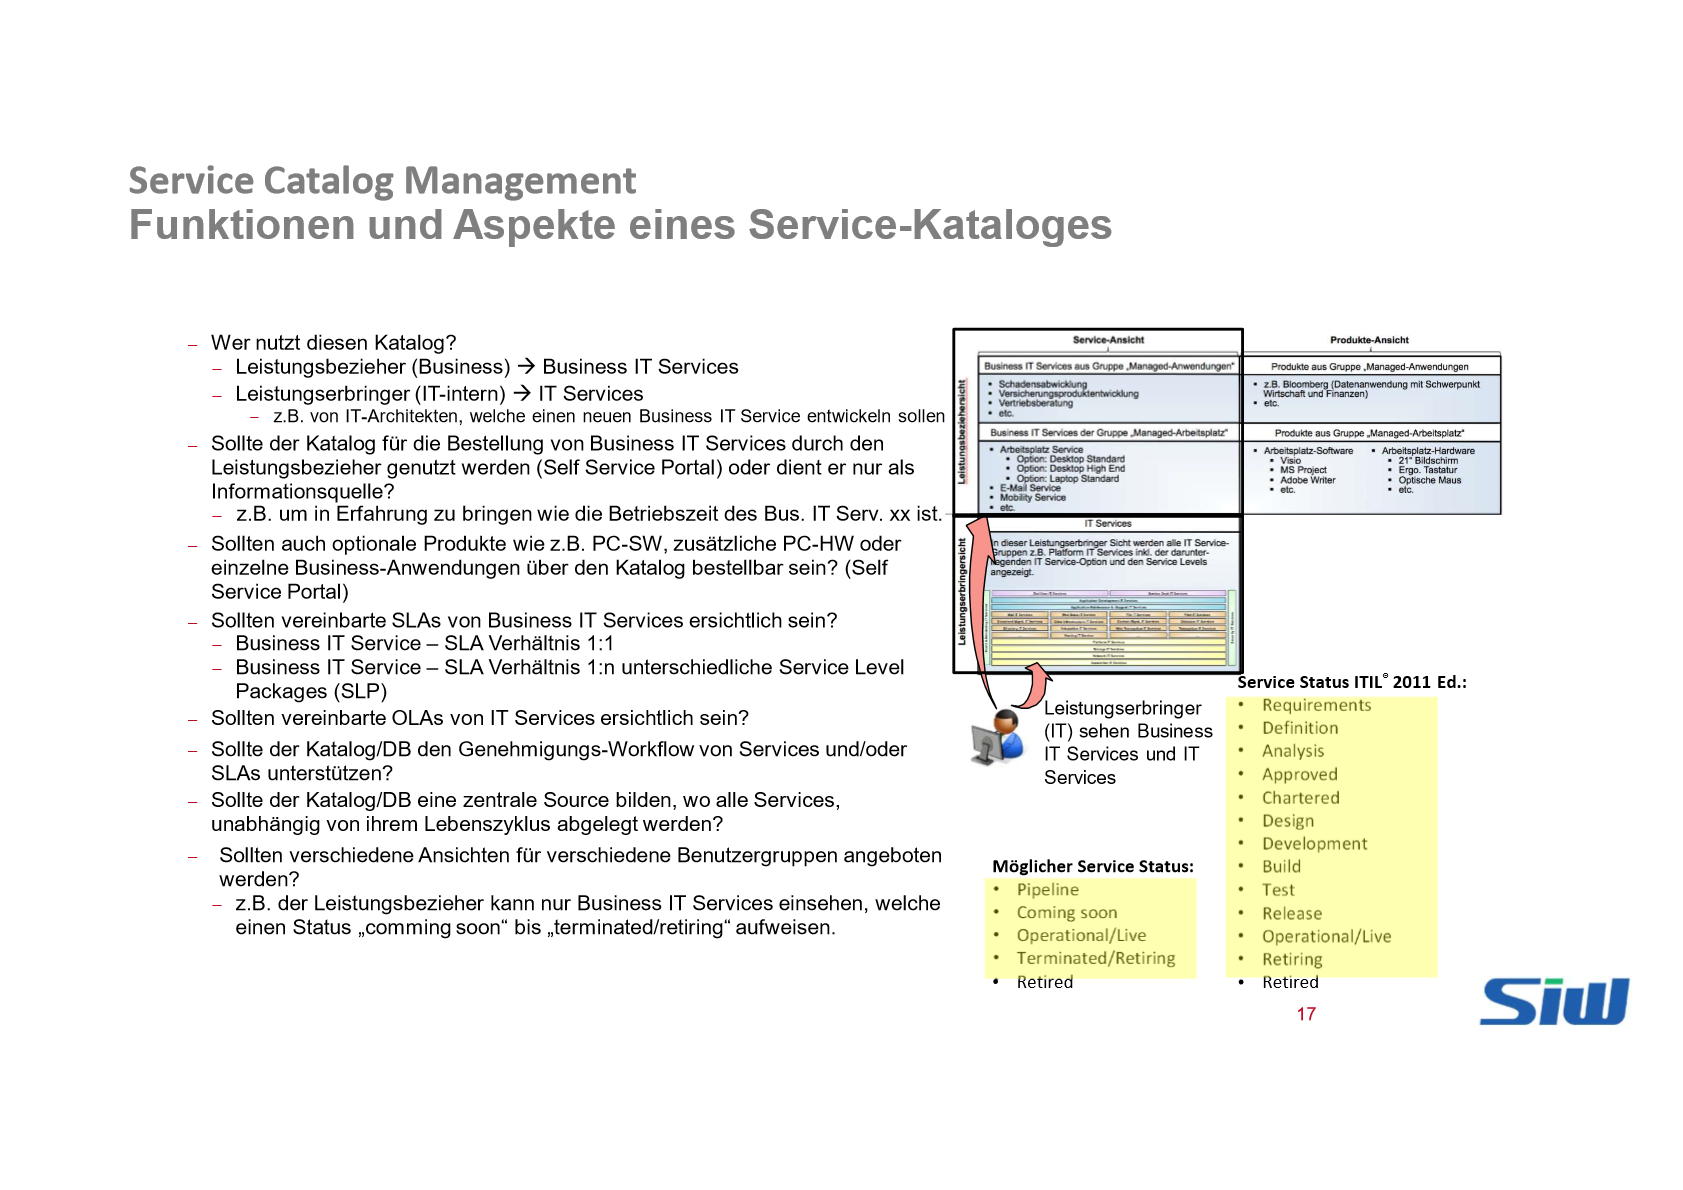 Service Catalog Management
Funktionen und Aspekte eines Service-Kataloges
– Wer nutzt diesen Katalog?
– Leistungsbezieher (Business) → Business IT Services
– Leistungserbringer (IT-intern) → IT Services
– z.B. von IT-Architekten, welche einen neuen Business IT Service entwickeln sollen
– Sollte der Katalog für die Bestellung von Business IT Services durch den
Leistungsbezieher genutzt werden (Self Service Portal) oder dient er nur als
Informationsquelle?
– z.B. um in Erfahrung zu bringen wie die Betriebszeit des Bus. IT Serv. xx ist.
– Sollten auch optionale Produkte wie z.B. PC-SW, zusätzliche PC-HW oder
einzelne Business-Anwendungen über den Katalog bestellbar sein? (Self
Service Portal)
– Sollten vereinbarte SLAs von Business IT Services ersichtlich sein?
– Business IT Service – SLA Verhältnis 1:1
– Business IT Service – SLA Verhältnis 1:n unterschiedliche Service Level
Packages (SLP)
– Sollten vereinbarte OLAs von IT Services ersichtlich sein?
– Sollte der Katalog/DB den Genehmigungs-Workflow von Services und/oder
SLAs unterstützen?
– Sollte der Katalog/DB eine zentrale Source bilden, wo alle Services,
unabhängig von ihrem Lebenszyklus abgelegt werden?
– Sollten verschiedene Ansichten für verschiedene Benutzergruppen angeboten
werden?
– z.B. der Leistungsbezieher kann nur Business IT Services einsehen, welche
einen Status „comming soon“ bis „terminated/retiring“ aufweisen.
Service-Ansicht
Produkte-Ansicht
Leistungsbeziehersicht
Business IT Services aus Gruppe „Managed-Anwendungen“
▪ Schadensabwicklung
▪ Versicherungsproduktentwicklung
▪ Vertriebsberatung
▪ etc.
Produkte aus Gruppe „Managed-Anwendungen
▪ z.B. Bloomberg (Datenanwendung mit Schwerpunkt
Wirtschaft und Finanzen)
▪ etc.
Business IT Services der Gruppe „Managed-Arbeitsplatz“
▪ Arbeitsplatz Service
▪ Option: Desktop Standard
▪ Option: Desktop High End
▪ Option: Laptop Standard
▪ E-Mail Service
▪ Mobility Service
▪ etc.
Produkte aus Gruppe „Managed-Arbeitsplatz“
▪ Arbeitsplatz-Software
▪ Visio
▪ MS Project
▪ Adobe Writer
▪ etc.
▪ Arbeitsplatz-Hardware
▪ 21“ Bildschirm
▪ Ergo. Tastatur
▪ Optische Maus
▪ etc.
Leistungserbringersicht
IT Services
In dieser Leistungserbringer Sicht werden alle IT Service-
Gruppen z.B. Platform IT Services inkl. der darunter-
liegenden IT Service-Option und den Service Levels
angezeigt.
Leistungserbringer
(IT) sehen Business
IT Services und IT
Services
Service Status ITIL® 2011 Ed.:
• Requirements
• Definition
• Analysis
• Approved
• Chartered
• Design
• Development
• Build
• Test
• Release
• Operational/Live
• Retiring
• Retired
Möglicher Service Status:
• Pipeline
• Coming soon
• Operational/Live
• Terminated/Retiring
• Retired
17
SIW